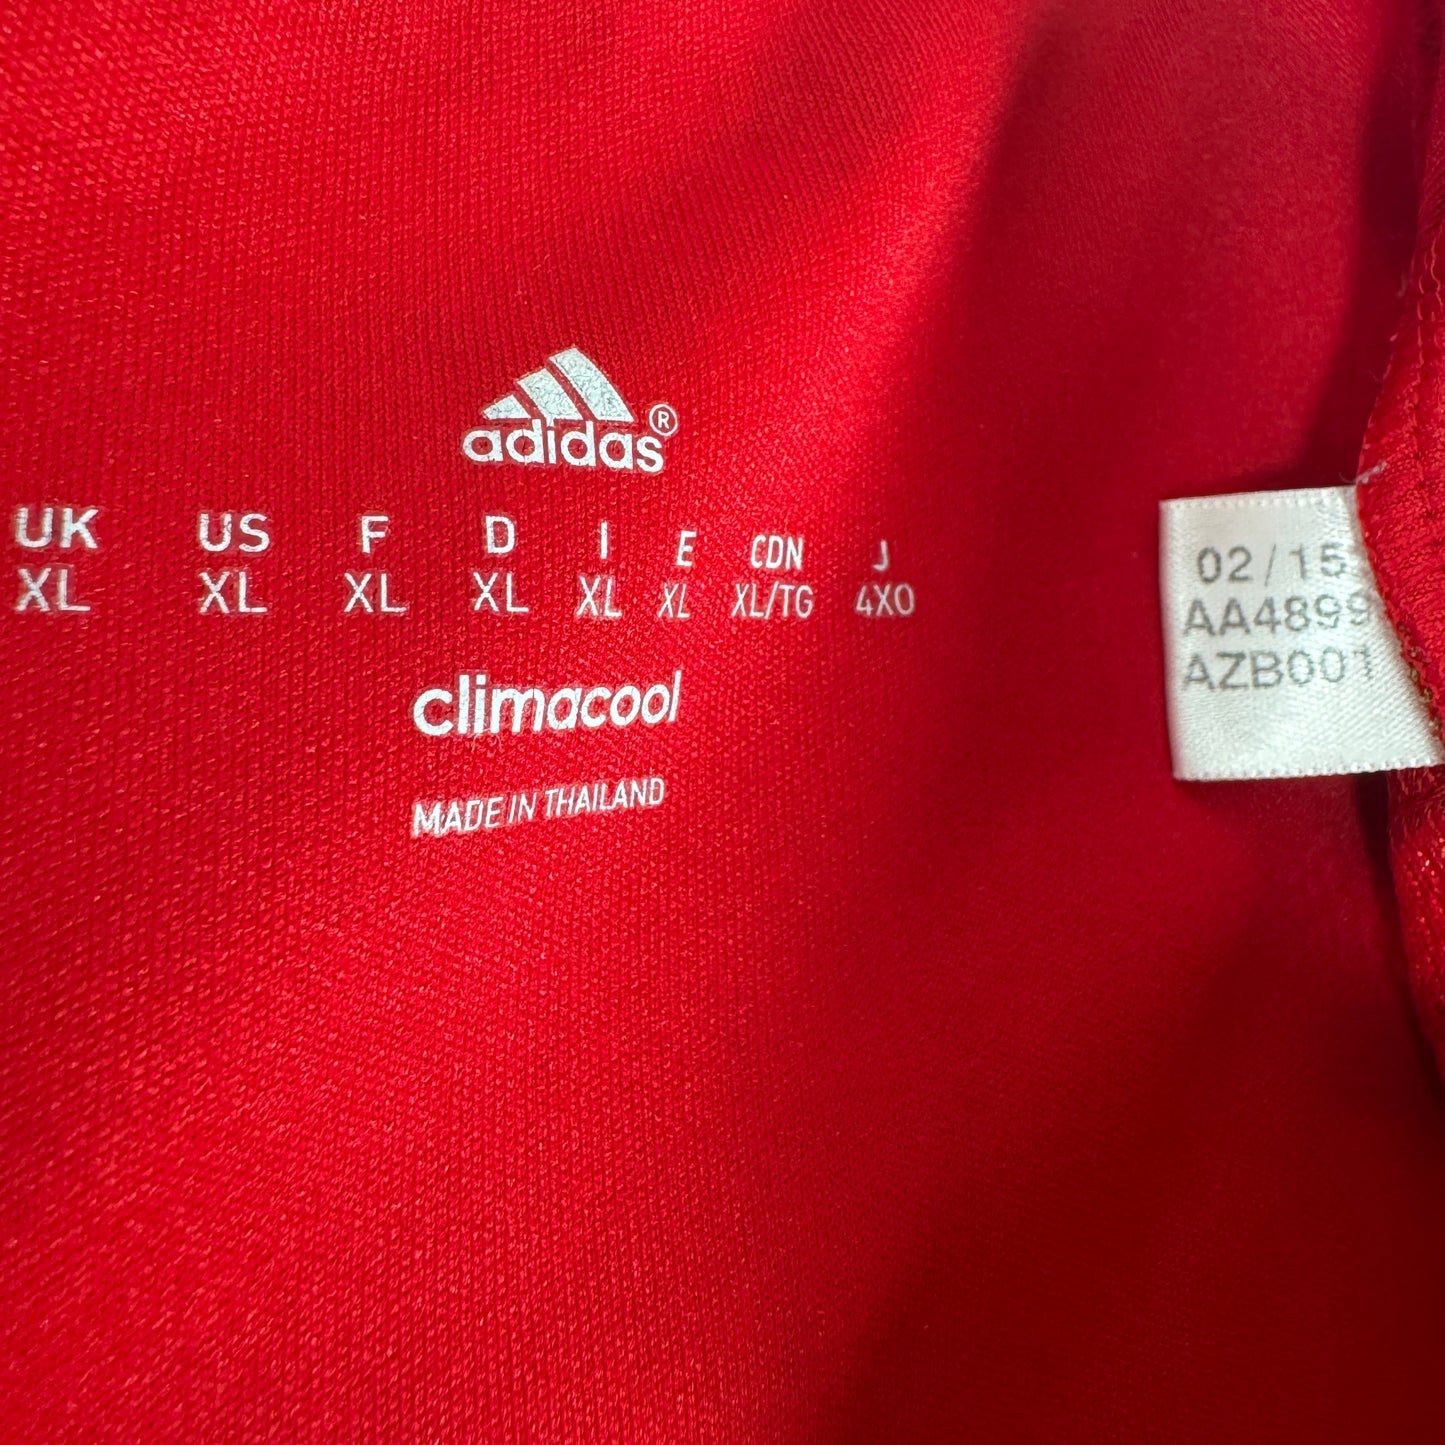 adidas®
UK US F D I E CDN J
XL XL XL XL XL XL XL/TG 4XO
climacool
MADE IN THAILAND
02/15
AA4899
AZB001